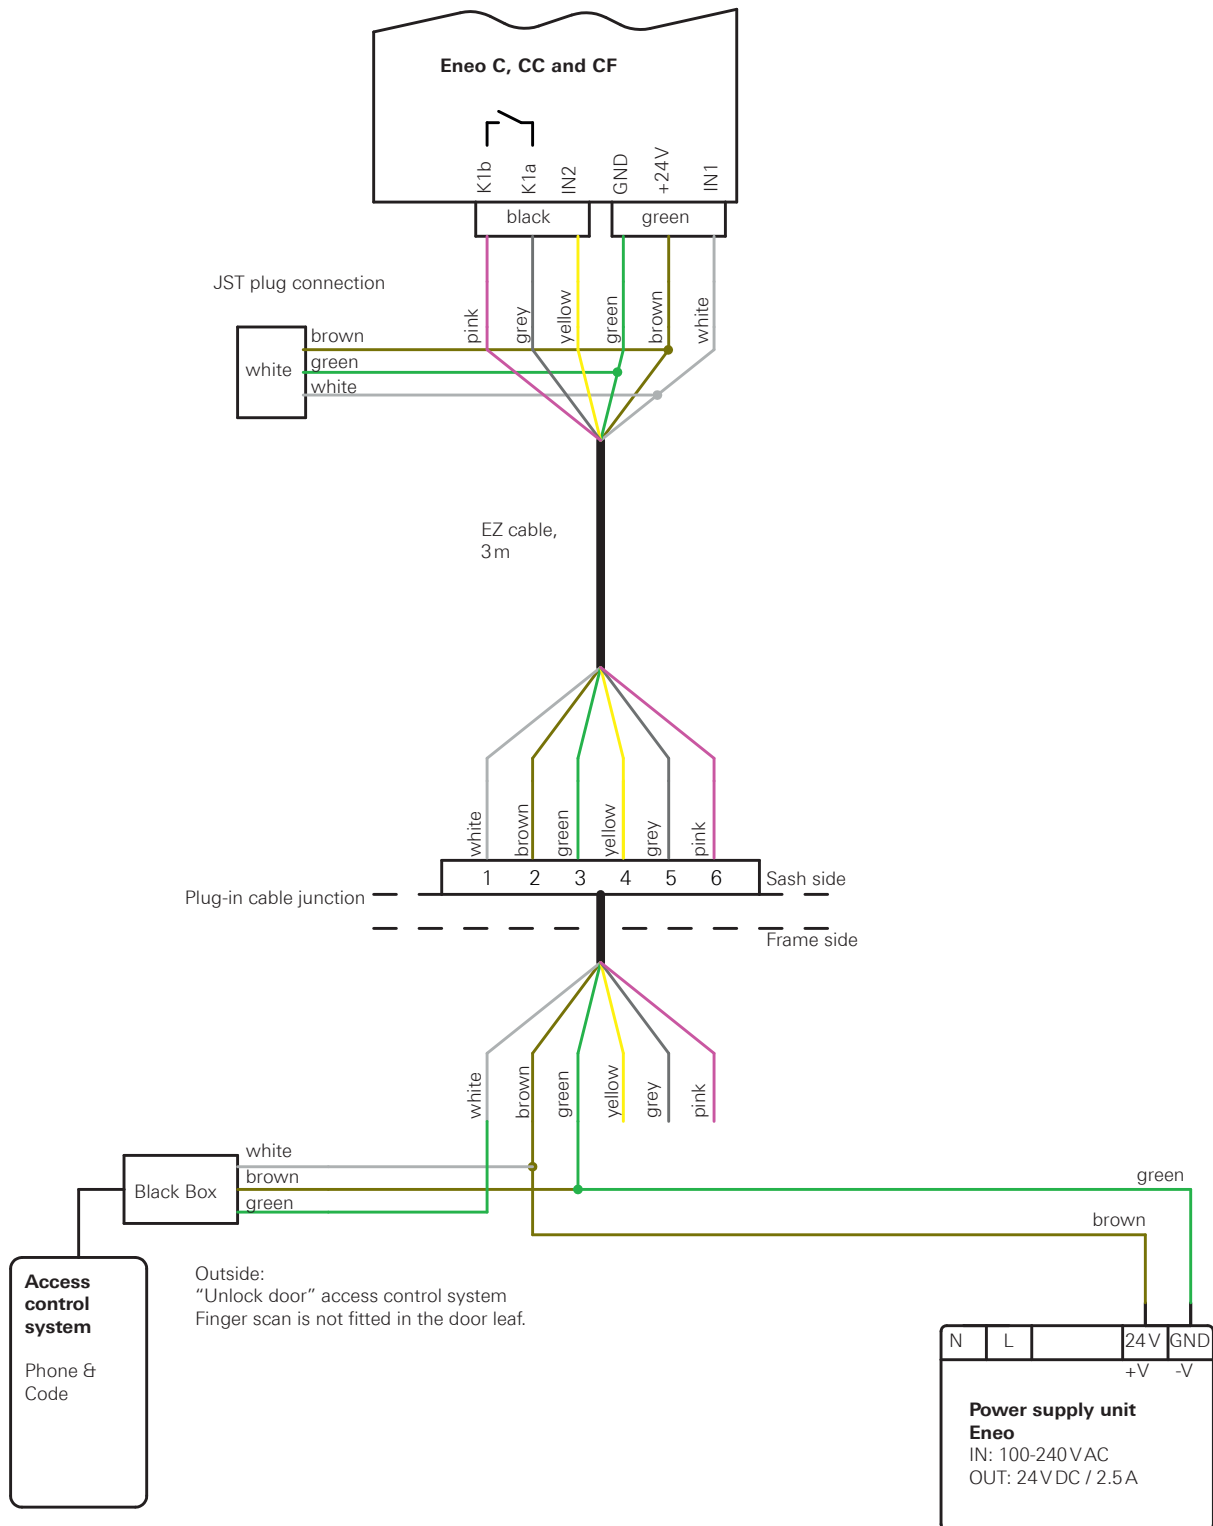 Eneo C, CC and CF
K1b
K1a
IN2
GND
+24V
IN1
black
green
JST plug connection
pink
grey
yellow
green
brown
white
white
brown
green
white
EZ cable,
3 m
white
brown
green
yellow
grey
pink
1 2 3 4 5 6
Sash side
Plug-in cable junction
Frame side
white
brown
green
yellow
grey
pink
Black Box
white
brown
green
green
brown
Access
control
system
Phone &
Code
Outside:
“Unlock door” access control system
Finger scan is not fitted in the door leaf.
N L 24 V GND
+V -V
Power supply unit
Eneo
IN: 100-240 V AC
OUT: 24 V DC / 2.5 A